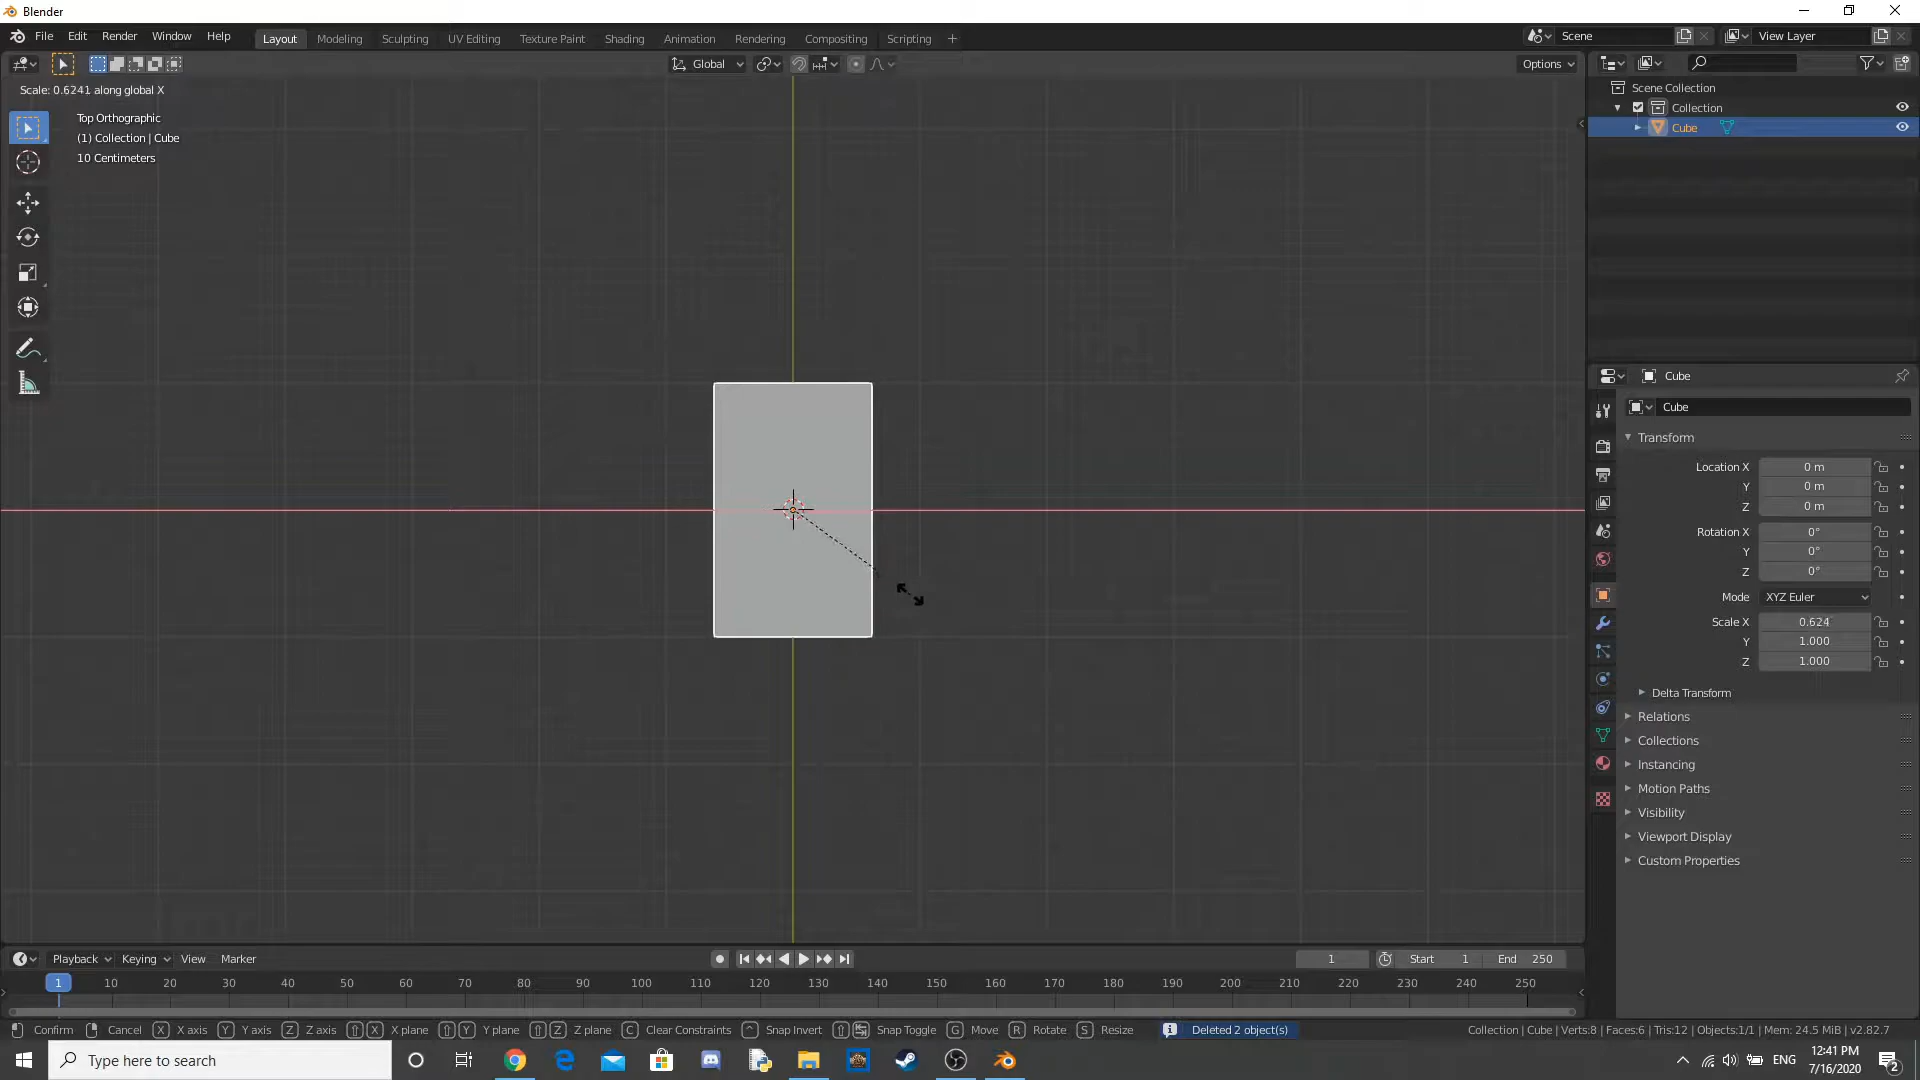 Blender
File Edit Render Window Help
Layout Modeling Sculpting UV Editing Texture Paint Shading Animation Rendering Compositing Scripting +
Scene
View Layer
Global
Options
Scale: 0.6241 along global X
Top Orthographic
(1) Collection | Cube
10 Centimeters
Scene Collection
Collection
Cube
Cube
Cube
Transform
Location X 0 m
Y 0 m
Z 0 m
Rotation X 0°
Y 0°
Z 0°
Mode XYZ Euler
Scale X 0.624
Y 1.000
Z 1.000
Delta Transform
Relations
Collections
Instancing
Motion Paths
Visibility
Viewport Display
Custom Properties
Playback Keying View Marker
1 Start 1 End 250
1 10 20 30 40 50 60 70 80 90 100 110 120 130 140 150 160 170 180 190 200 210 220 230 240 250
Confirm Cancel X X axis Y Y axis Z Z axis X X plane Y Y plane Z Z plane C Clear Constraints ^ Snap Invert Snap Toggle G Move R Rotate S Resize Deleted 2 object(s) Collection | Cube | Verts:8 | Faces:6 | Tris:12 | Objects:1/1 | Mem: 24.5 MiB | v2.82.7
Type here to search
ENG
12:41 PM
7/16/2020
2